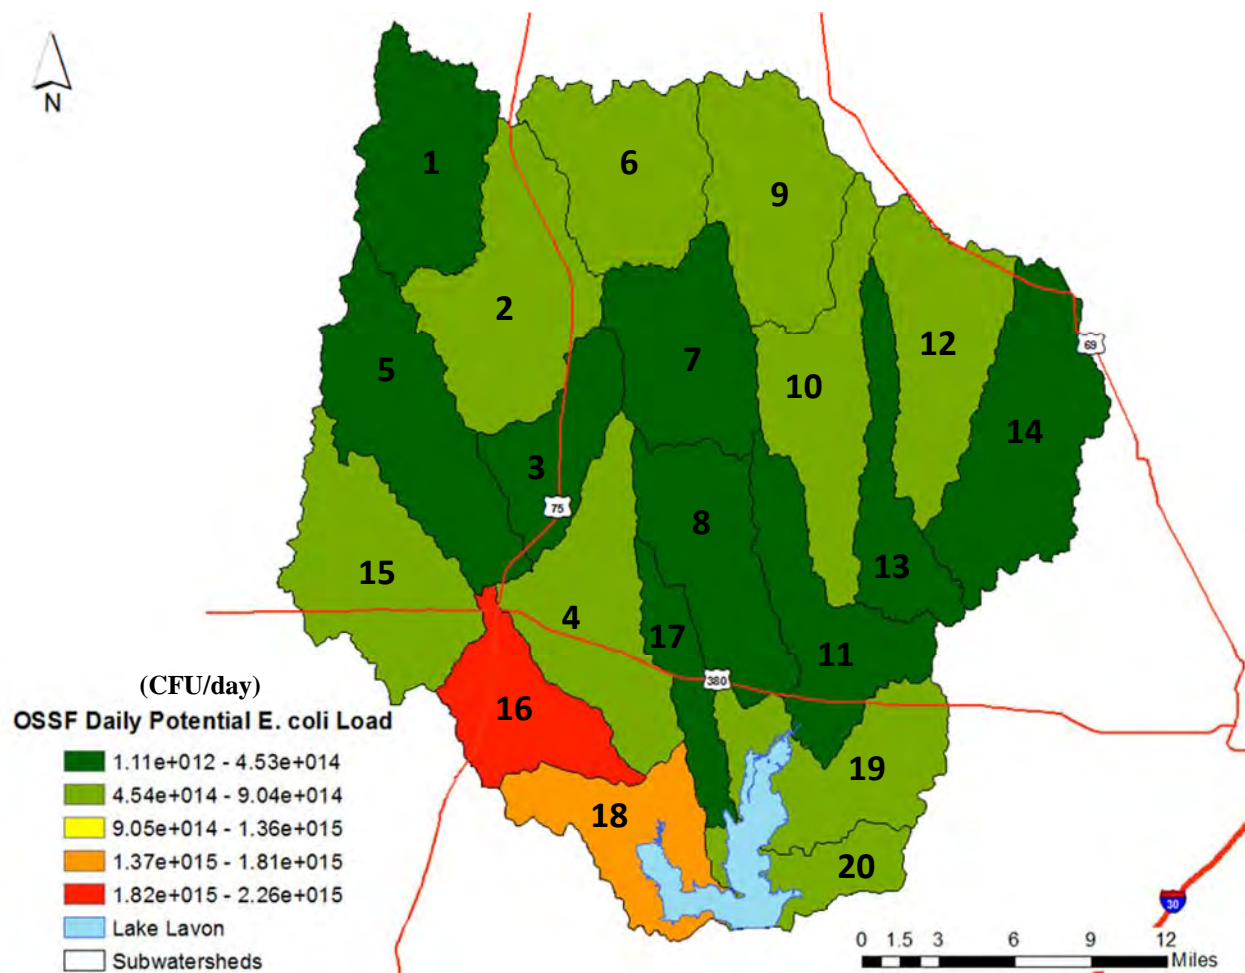 N
1
6
9
2
12
69
5
7
10
14
3
75
8
13
15
4
17
11
380
(CFU/day)
OSSF Daily Potential E. coli Load
16
1.11e+012 - 4.53e+014
19
4.54e+014 - 9.04e+014
18
9.05e+014 - 1.36e+015
20
1.37e+015 - 1.81e+015
1.82e+015 - 2.26e+015
30
Lake Lavon
0 1.5 3 6 9 12
Subwatersheds
Miles